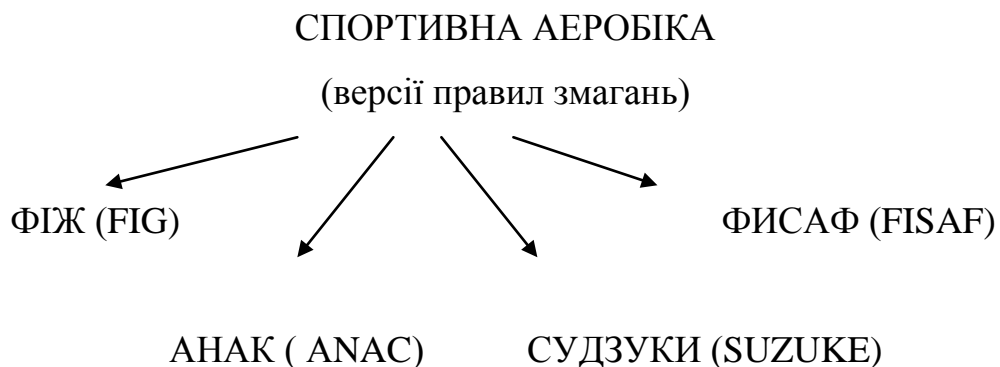 СПОРТИВНА АЕРОБІКА
(версії правил змагань)
ФІЖ (FIG) ФИСАФ (FISAF)
АНАК ( ANAC) СУДЗУКИ (SUZUKE)